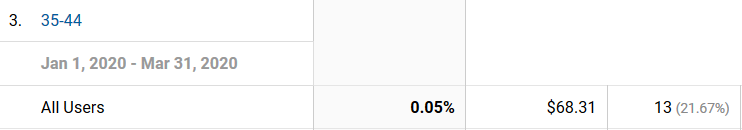 3. 35-44
Jan 1, 2020 - Mar 31, 2020
All Users 0.05% $68.31 13 (21.67%)